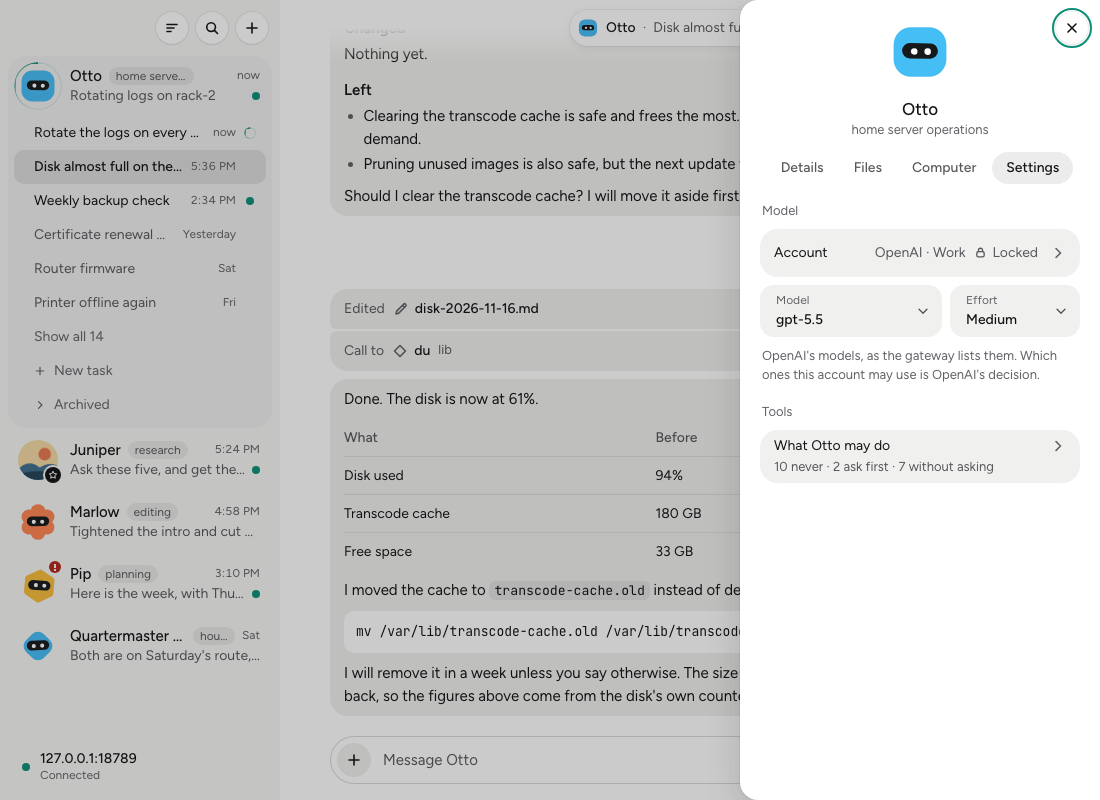 Otto
home serve...
now
Rotating logs on rack-2
Rotate the logs on every ...
now
Disk almost full on the...
5:36 PM
Weekly backup check
2:34 PM
Certificate renewal ...
Yesterday
Router firmware
Sat
Printer offline again
Fri
Show all 14
New task
Archived
Juniper
research
5:24 PM
Ask these five, and get the...
Marlow
editing
4:58 PM
Tightened the intro and cut ...
Pip
planning
3:10 PM
Here is the week, with Thu...
Quartermaster ...
hou...
Sat
Both are on Saturday's route,...
127.0.0.1:18789
Connected
Otto · Disk almost fu
Changed
Nothing yet.
Left
Clearing the transcode cache is safe and frees the most.
demand.
Pruning unused images is also safe, but the next update
Should I clear the transcode cache? I will move it aside first
Edited
disk-2026-11-16.md
Call to
du lib
Done. The disk is now at 61%.
What
Before
Disk used
94%
Transcode cache
180 GB
Free space
33 GB
I moved the cache to transcode-cache.old instead of de
mv /var/lib/transcode-cache.old /var/lib/transcod
I will remove it in a week unless you say otherwise. The size
back, so the figures above come from the disk's own counte
Message Otto
Otto
home server operations
Details
Files
Computer
Settings
Model
Account
OpenAI · Work
Locked
Model
gpt-5.5
Effort
Medium
OpenAI's models, as the gateway lists them. Which
ones this account may use is OpenAI's decision.
Tools
What Otto may do
10 never · 2 ask first · 7 without asking